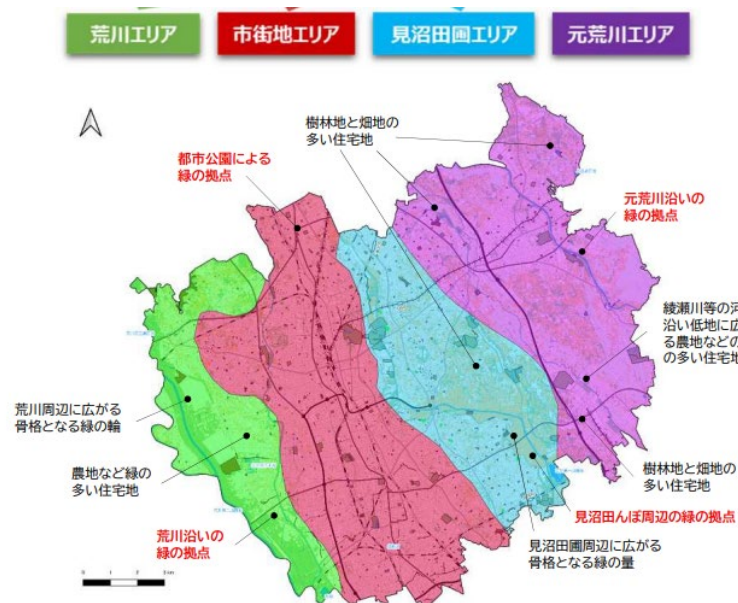 荒川エリア
市街地エリア
見沼田圃エリア
元荒川エリア
樹林地と畑地の
多い住宅地
都市公園による
緑の拠点
元荒川沿いの
緑の拠点
綾瀬川等の河
沿い低地に広
る農地などの
の多い住宅地
荒川周辺に広がる
骨格となる緑の輪
農地など緑の
多い住宅地
樹林地と畑地の
多い住宅地
荒川沿いの
緑の拠点
見沼田んぼ周辺の緑の拠点
見沼田圃周辺に広がる
骨格となる緑の量